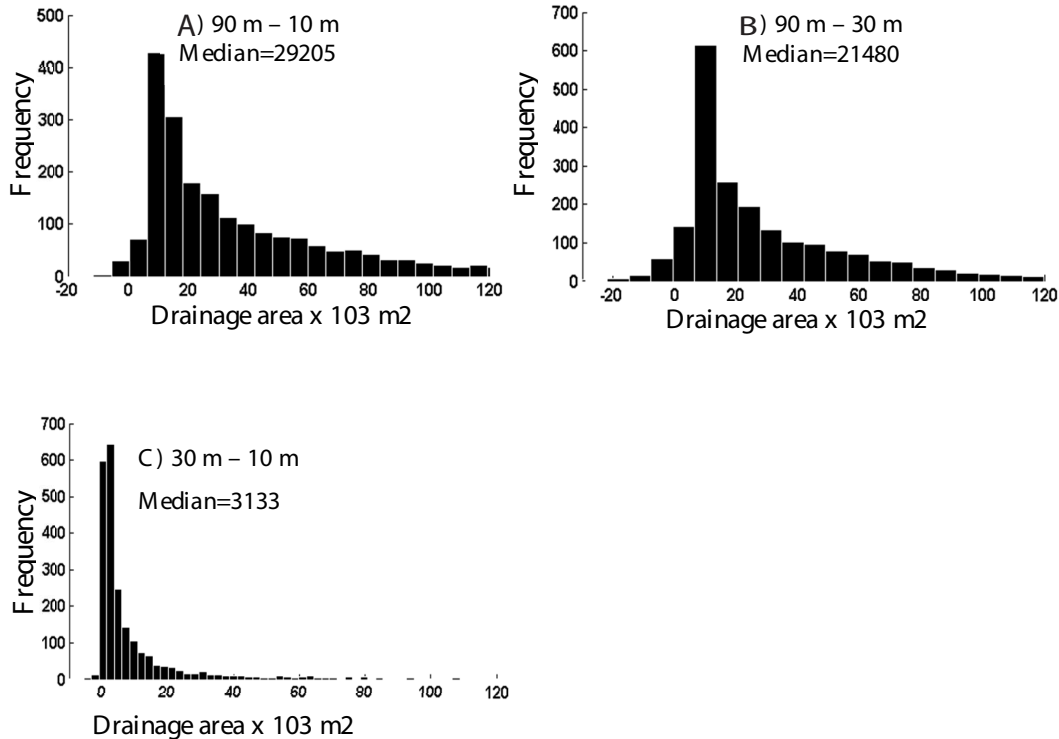 A) 90 m – 10 m
Median=29205
Frequency
500
400
300
200
100
0
-20 0 20 40 60 80 100 120
Drainage area x 103 m2
B) 90 m – 30 m
Median=21480
Frequency
700
600
500
400
300
200
100
0
-20 0 20 40 60 80 100 120
Drainage area x 103 m2
C) 30 m – 10 m
Median=3133
Frequency
700
600
500
400
300
200
100
0
0 20 40 60 80 100 120
Drainage area x 103 m2